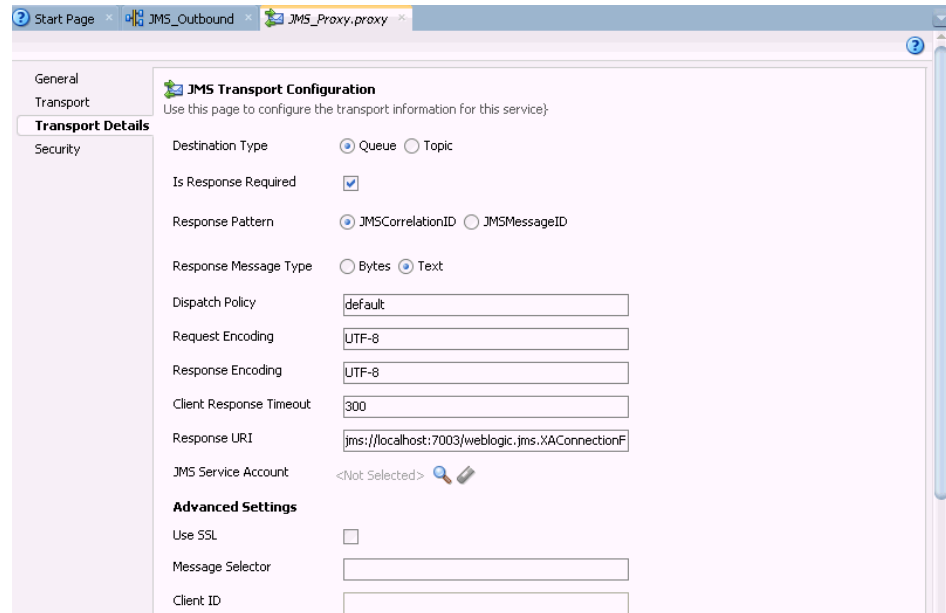 Start Page JMS_Outbound JMS_Proxy.proxy
General
Transport
Transport Details
Security
JMS Transport Configuration
Use this page to configure the transport information for this service}
Destination Type Queue Topic
Is Response Required
Response Pattern JMSCorrelationID JMSMessageID
Response Message Type Bytes Text
Dispatch Policy default
Request Encoding UTF-8
Response Encoding UTF-8
Client Response Timeout 300
Response URI jms://localhost:7003/weblogic.jms.XAConnectionF
JMS Service Account <Not Selected>
Advanced Settings
Use SSL
Message Selector
Client ID